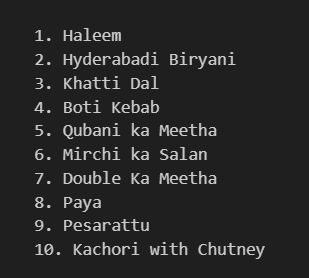 1. Haleem
2. Hyderabadi Biryani
3. Khatti Dal
4. Boti Kebab
5. Qubani ka Meetha
6. Mirchi ka Salan
7. Double Ka Meetha
8. Paya
9. Pesarattu
10. Kachori with Chutney